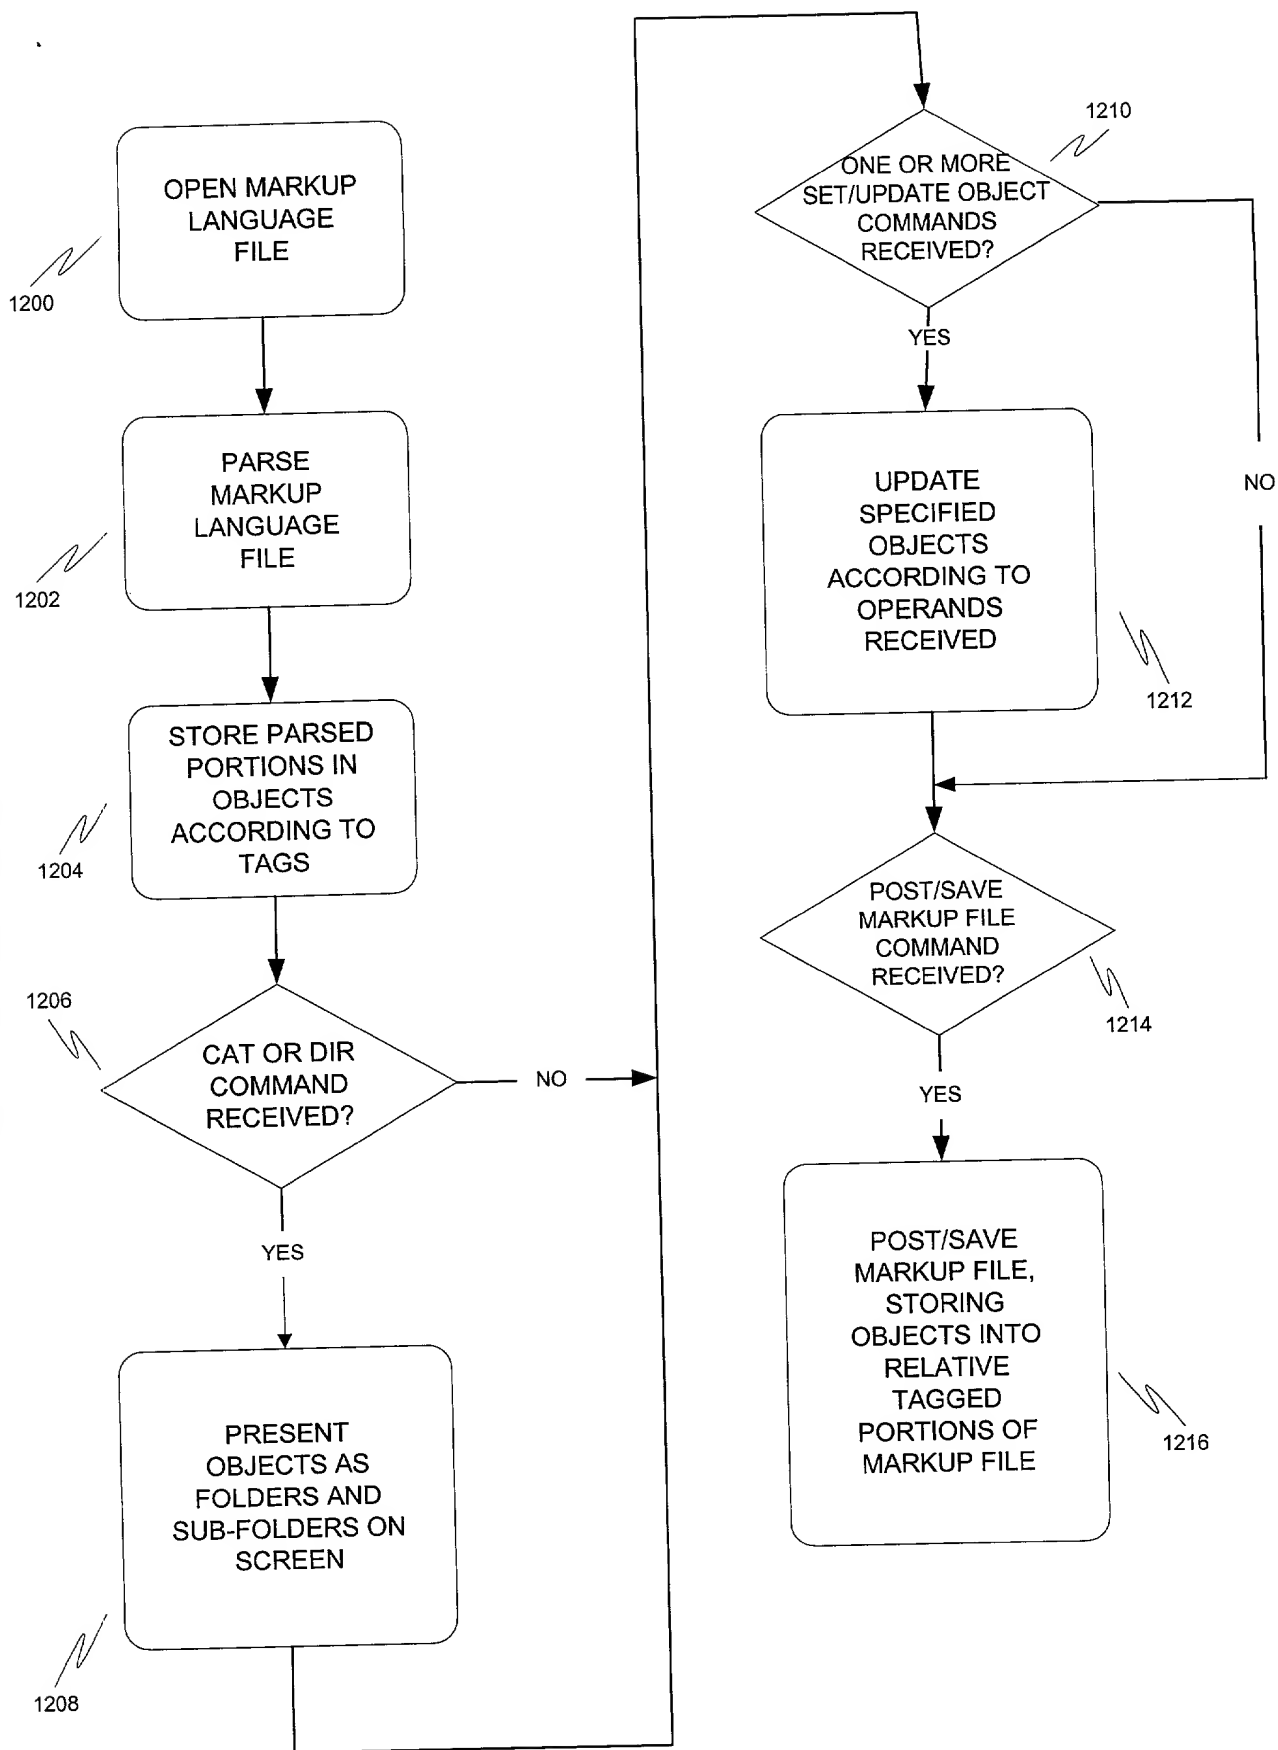 OPEN MARKUP
LANGUAGE
FILE
1200
PARSE
MARKUP
LANGUAGE
FILE
1202
STORE PARSED
PORTIONS IN
OBJECTS
ACCORDING TO
TAGS
1204
1206
CAT OR DIR
COMMAND
RECEIVED?
NO
YES
PRESENT
OBJECTS AS
FOLDERS AND
SUB-FOLDERS ON
SCREEN
1208
1210
ONE OR MORE
SET/UPDATE OBJECT
COMMANDS
RECEIVED?
YES
NO
UPDATE
SPECIFIED
OBJECTS
ACCORDING TO
OPERANDS
RECEIVED
1212
POST/SAVE
MARKUP FILE
COMMAND
RECEIVED?
1214
YES
POST/SAVE
MARKUP FILE,
STORING
OBJECTS INTO
RELATIVE
TAGGED
PORTIONS OF
MARKUP FILE
1216